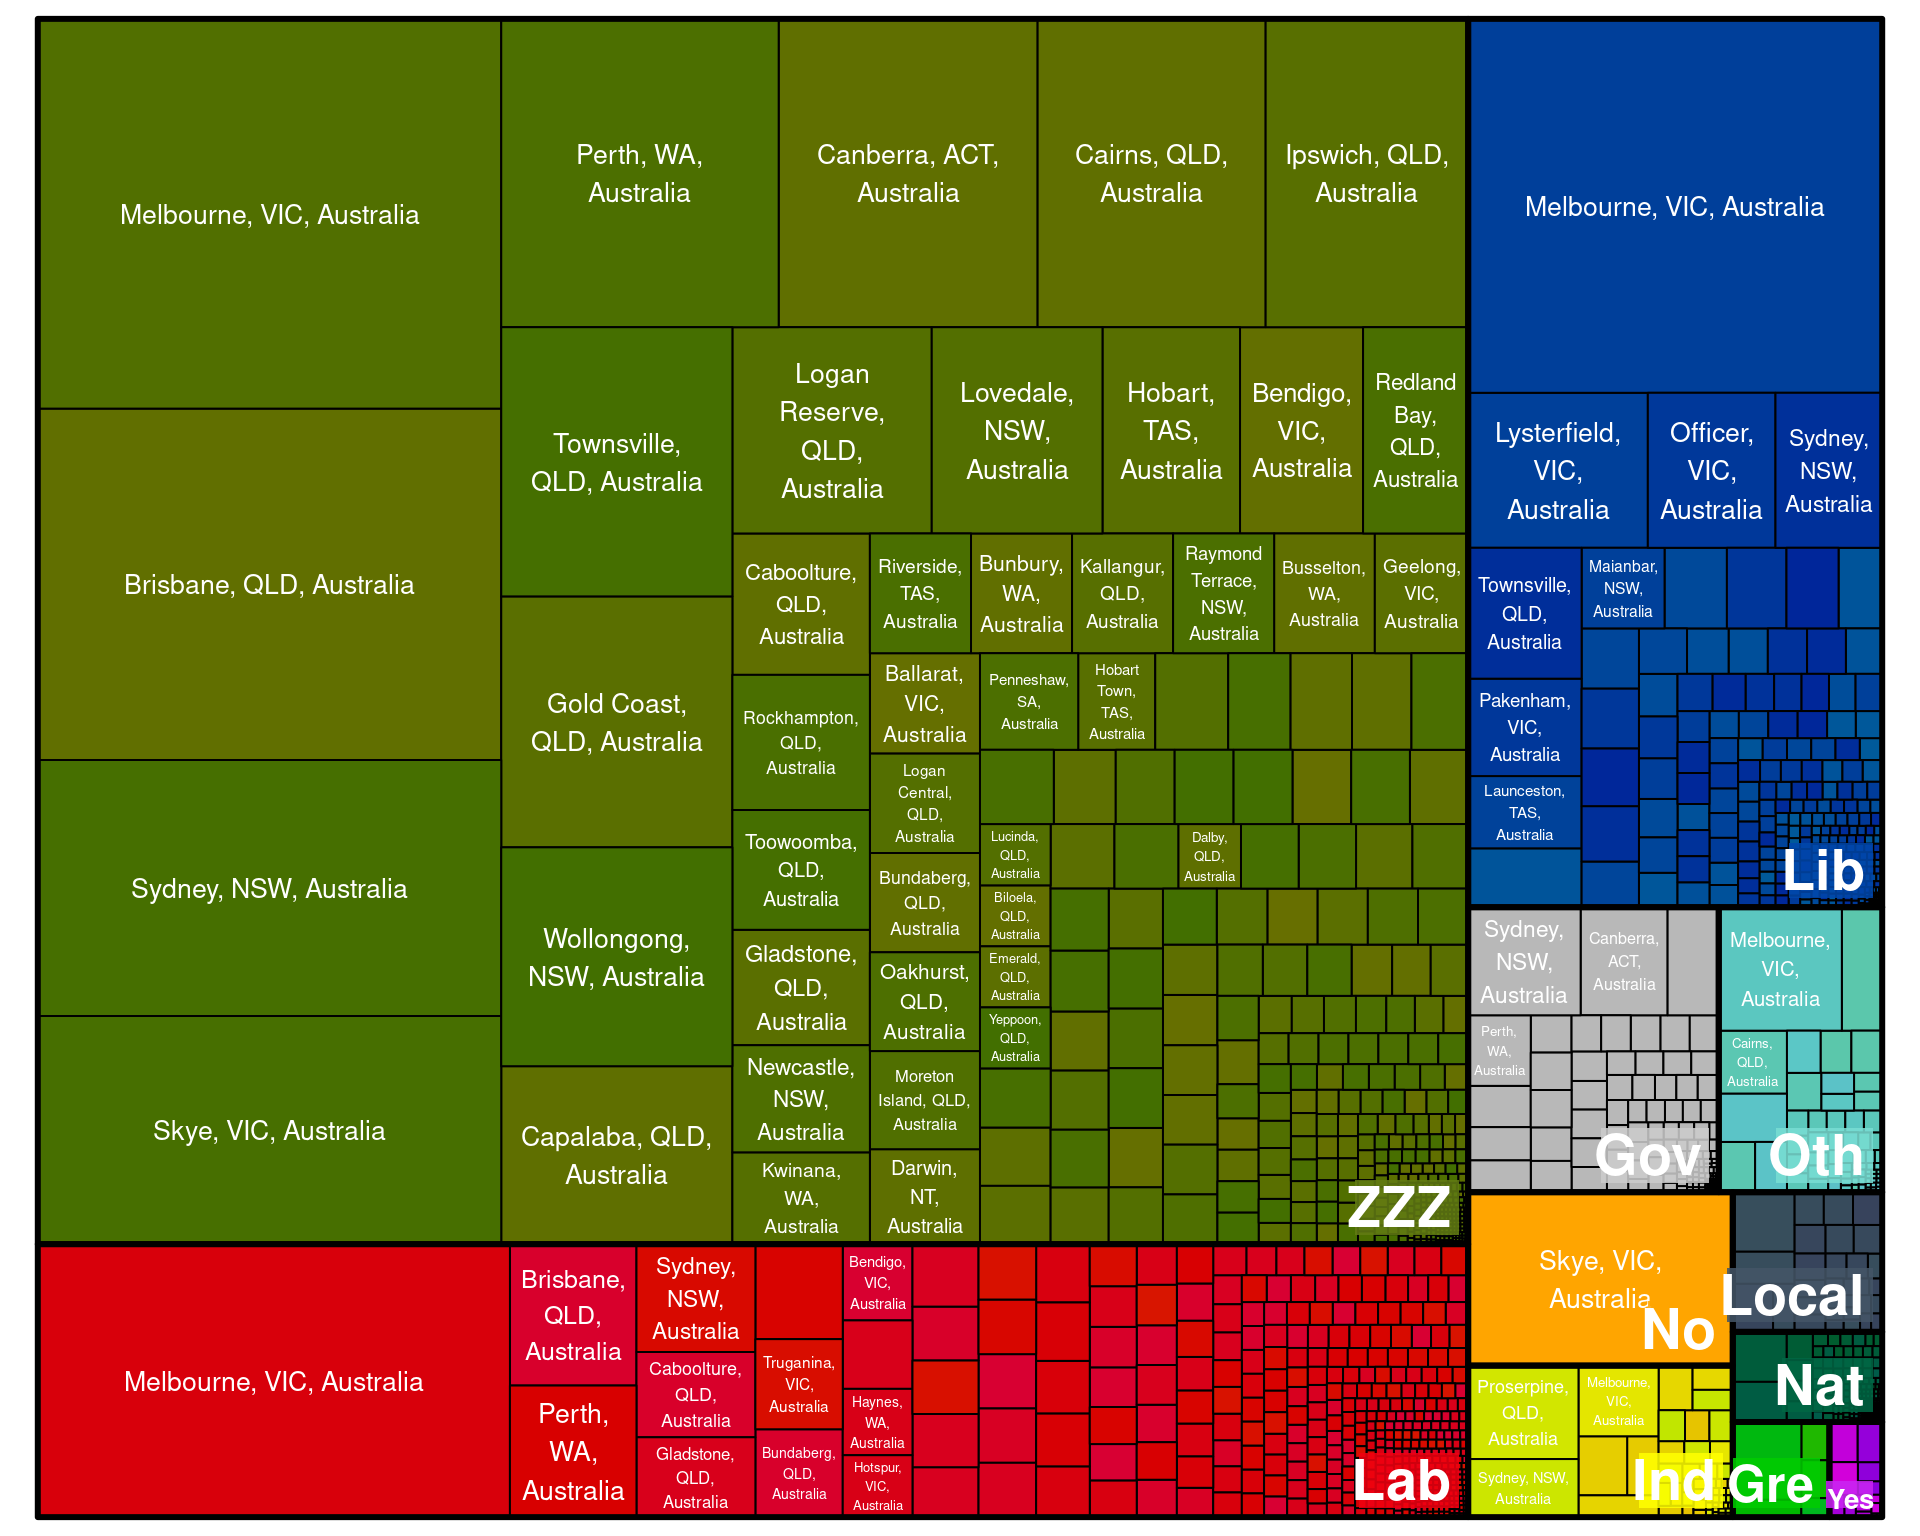 Melbourne, VIC, Australia
Brisbane, QLD, Australia
Sydney, NSW, Australia
Skye, VIC, Australia
Perth, WA,
Australia
Canberra, ACT,
Australia
Cairns, QLD,
Australia
Ipswich, QLD,
Australia
Townsville,
QLD, Australia
Gold Coast,
QLD, Australia
Wollongong,
NSW, Australia
Capalaba, QLD,
Australia
Logan
Reserve,
QLD,
Australia
Lovedale,
NSW,
Australia
Hobart,
TAS,
Australia
Bendigo,
VIC,
Australia
Redland
Bay,
QLD,
Australia
Caboolture,
QLD,
Australia
Rockhampton,
QLD,
Australia
Toowoomba,
QLD,
Australia
Gladstone,
QLD,
Australia
Newcastle,
NSW,
Australia
Kwinana,
WA,
Australia
Riverside,
TAS,
Australia
Bunbury,
WA,
Australia
Kallangur,
QLD,
Australia
Raymond
Terrace,
NSW,
Australia
Busselton,
WA,
Australia
Geelong,
VIC,
Australia
Ballarat,
VIC,
Australia
Logan
Central,
QLD,
Australia
Bundaberg,
QLD,
Australia
Oakhurst,
QLD,
Australia
Moreton
Island, QLD,
Australia
Darwin,
NT,
Australia
Penneshaw,
SA,
Australia
Hobart
Town,
TAS,
Australia
Lucinda,
QLD,
Australia
Dalby,
QLD,
Australia
Biloela,
QLD,
Australia
Emerald,
QLD,
Australia
Yeppoon,
QLD,
Australia
ZZZ
Melbourne, VIC, Australia
Brisbane,
QLD,
Australia
Perth,
WA,
Australia
Sydney,
NSW,
Australia
Caboolture,
QLD,
Australia
Gladstone,
QLD,
Australia
Truganina,
VIC,
Australia
Bundaberg,
QLD,
Australia
Bendigo,
VIC,
Australia
Haynes,
WA,
Australia
Hotspur,
VIC,
Australia
Lab
Melbourne, VIC, Australia
Lysterfield,
VIC,
Australia
Officer,
VIC,
Australia
Sydney,
NSW,
Australia
Townsville,
QLD,
Australia
Maianbar,
NSW,
Australia
Pakenham,
VIC,
Australia
Launceston,
TAS,
Australia
Lib
Sydney,
NSW,
Australia
Canberra,
ACT,
Australia
Perth,
WA,
Australia
Gov
Melbourne,
VIC,
Australia
Cairns,
QLD,
Australia
Oth
Skye, VIC,
Australia
No
Local
Nat
Proserpine,
QLD,
Australia
Melbourne,
VIC,
Australia
Sydney, NSW,
Australia
Ind
Gre
Yes